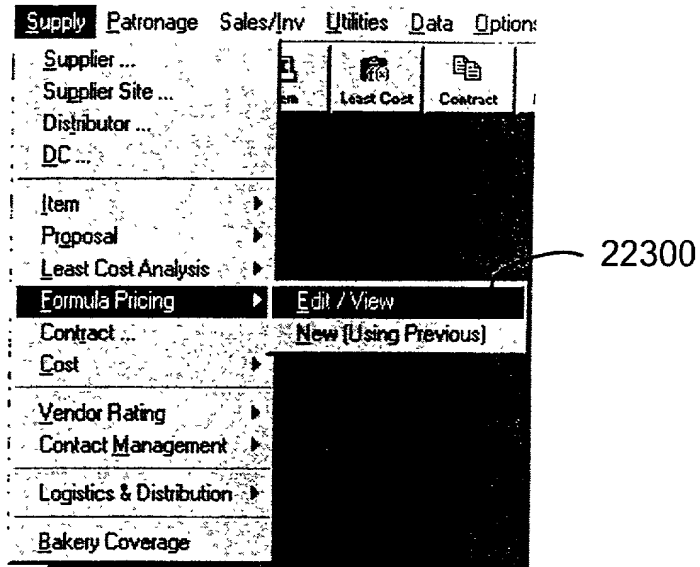 Supply Patronage Sales/Inv Utilities Data Options
Supplier ...
Supplier Site ...
Distributor ...
DC ...
Least Cost
Contract
Item
Proposal
Least Cost Analysis
Formula Pricing
Edit / View
22300
New (Using Previous)
Contract ...
Cost
Vendor Rating
Contact Management
Logistics & Distribution
Bakery Coverage